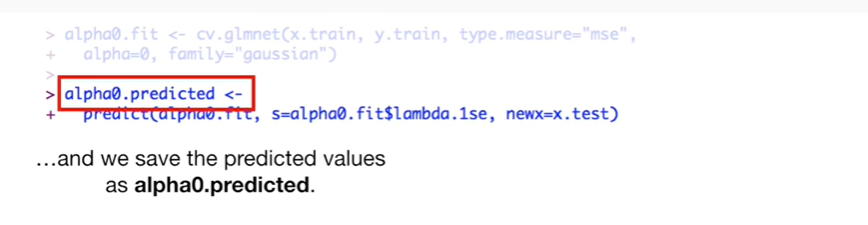 > alpha0.fit <- cv.glmnet(x.train, y.train, type.measure="mse",
+ alpha=0, family="gaussian")
>
> alpha0.predicted <-
+ predict(alpha0.fit, s=alpha0.fit$lambda.1se, newx=x.test)
…and we save the predicted values
as alpha0.predicted.